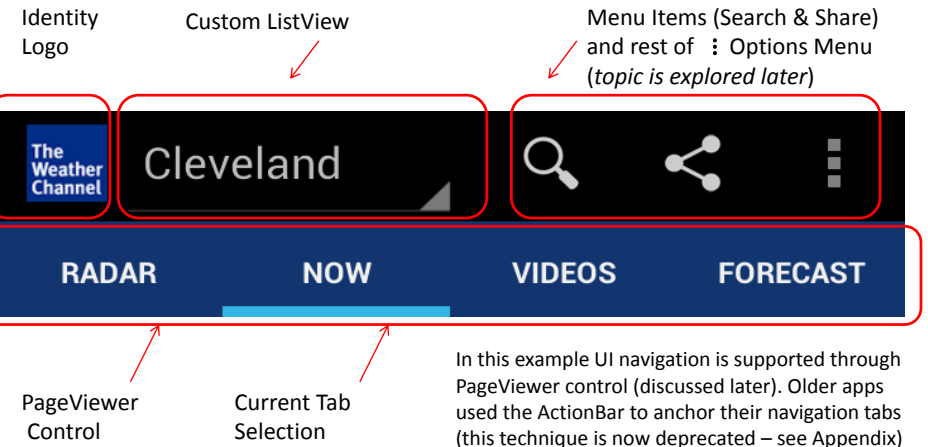 Identity
Logo
Custom ListView
Menu Items (Search & Share)
and rest of ⋮ Options Menu
(topic is explored later)
The
Weather
Channel
Cleveland
RADAR NOW VIDEOS FORECAST
PageViewer
Control
Current Tab
Selection
In this example UI navigation is supported through
PageViewer control (discussed later). Older apps
used the ActionBar to anchor their navigation tabs
(this technique is now deprecated – see Appendix)